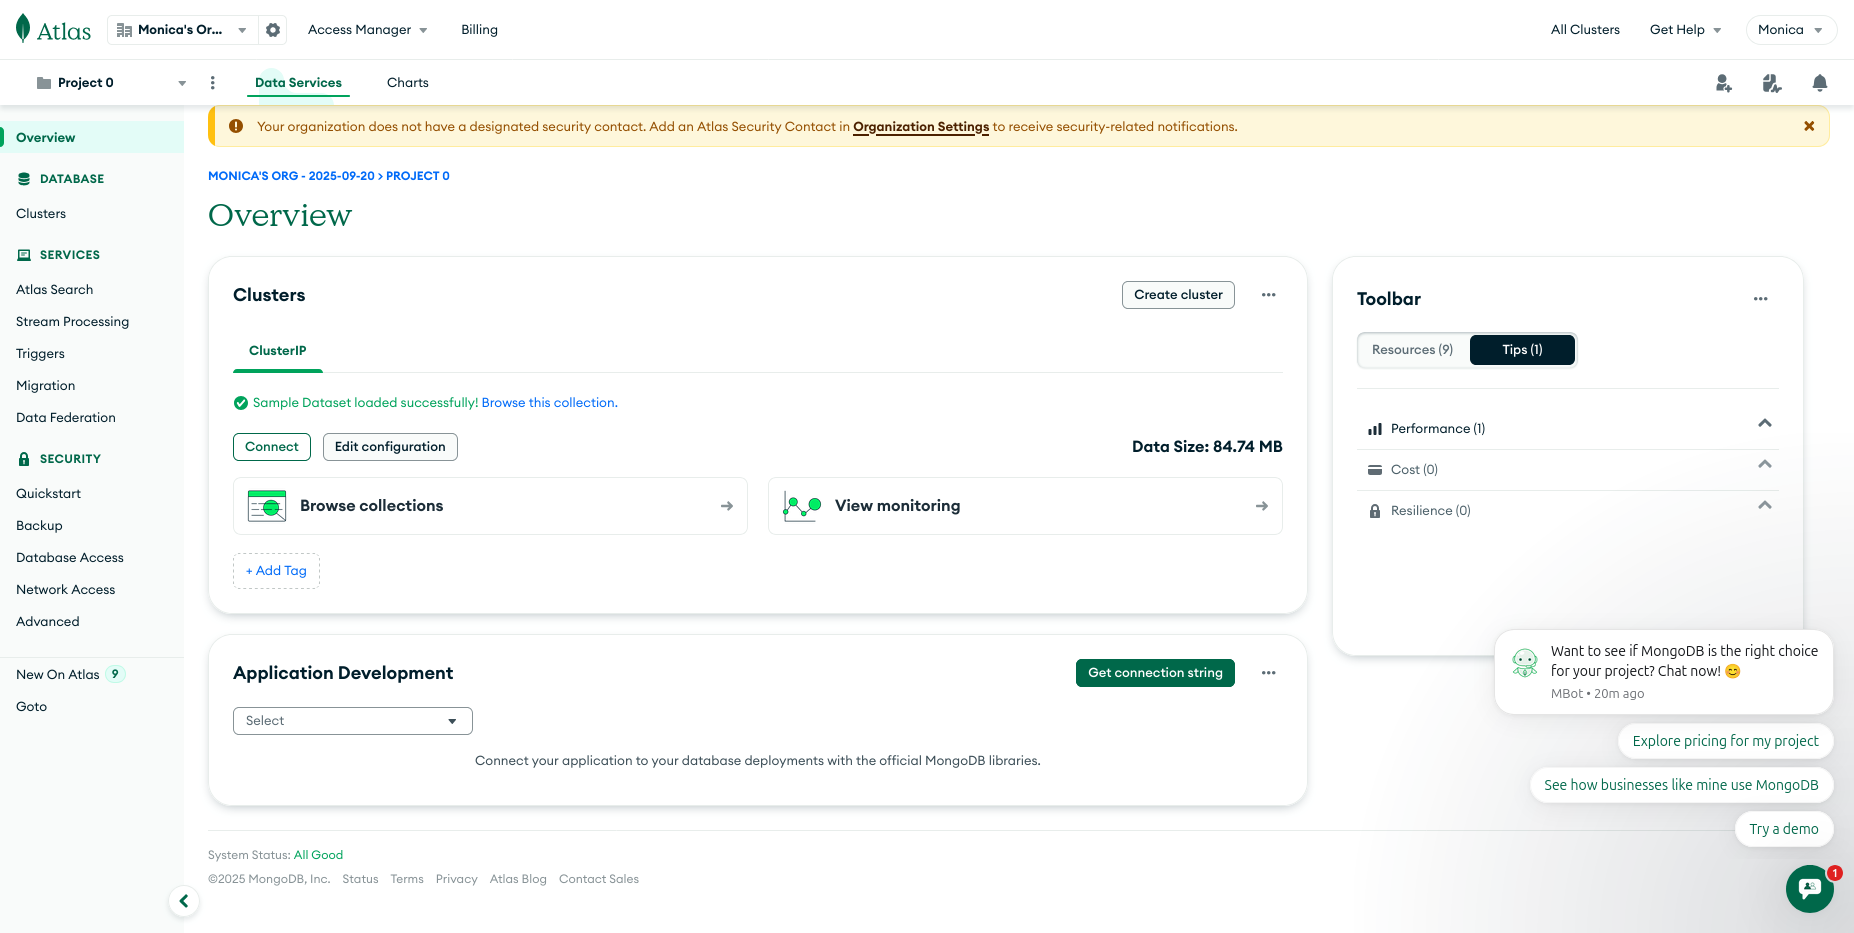 Atlas
Monica's Or...
Access Manager
Billing
All Clusters
Get Help
Monica
Project 0
Data Services
Charts
Your organization does not have a designated security contact. Add an Atlas Security Contact in Organization Settings to receive security-related notifications.
Overview
DATABASE
Clusters
SERVICES
Atlas Search
Stream Processing
Triggers
Migration
Data Federation
SECURITY
Quickstart
Backup
Database Access
Network Access
Advanced
New On Atlas 9
Goto
MONICA'S ORG - 2025-09-20 > PROJECT 0
Overview
Clusters
Create cluster
ClusterIP
Sample Dataset loaded successfully! Browse this collection.
Connect
Edit configuration
Data Size: 84.74 MB
Browse collections
View monitoring
+ Add Tag
Application Development
Get connection string
Select
Connect your application to your database deployments with the official MongoDB libraries.
Toolbar
Resources (9)
Tips (1)
Performance (1)
Cost (0)
Resilience (0)
Want to see if MongoDB is the right choice
for your project? Chat now! 😊
MBot • 20m ago
Explore pricing for my project
See how businesses like mine use MongoDB
Try a demo
1
System Status: All Good
©2025 MongoDB, Inc. Status Terms Privacy Atlas Blog Contact Sales